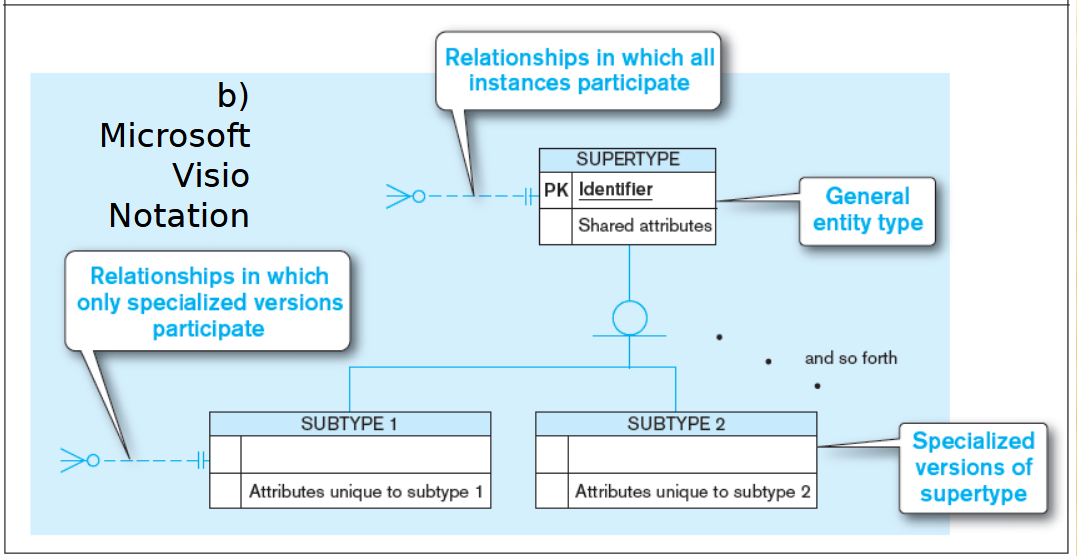 b)
Microsoft
Visio
Notation
Relationships in which all
instances participate
SUPERTYPE
PK Identifier
Shared attributes
General
entity type
Relationships in which
only specialized versions
participate
and so forth
SUBTYPE 1
Attributes unique to subtype 1
SUBTYPE 2
Attributes unique to subtype 2
Specialized
versions of
supertype